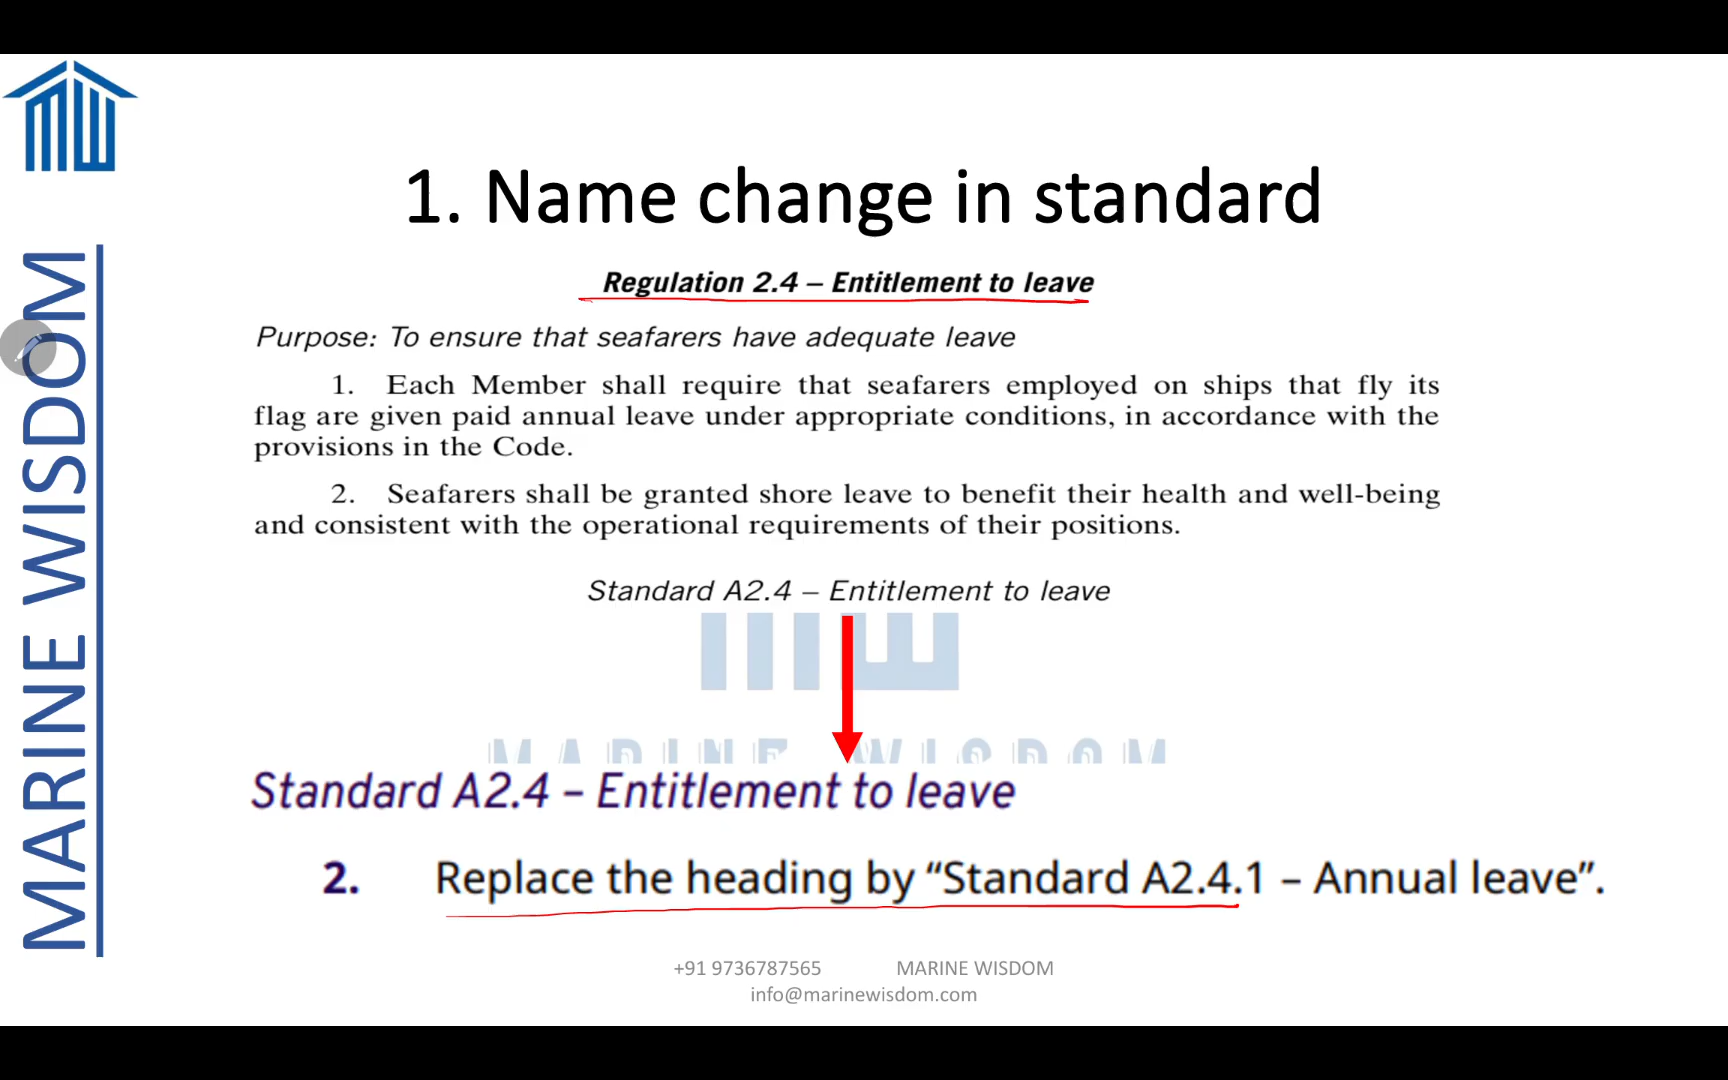 MARINE WISDOM
1. Name change in standard
Regulation 2.4 – Entitlement to leave
Purpose: To ensure that seafarers have adequate leave
1. Each Member shall require that seafarers employed on ships that fly its
flag are given paid annual leave under appropriate conditions, in accordance with the
provisions in the Code.
2. Seafarers shall be granted shore leave to benefit their health and well-being
and consistent with the operational requirements of their positions.
Standard A2.4 – Entitlement to leave
MARINE WISDOM
Standard A2.4 – Entitlement to leave
2. Replace the heading by “Standard A2.4.1 – Annual leave”.
+91 9736787565 MARINE WISDOM
info@marinewisdom.com